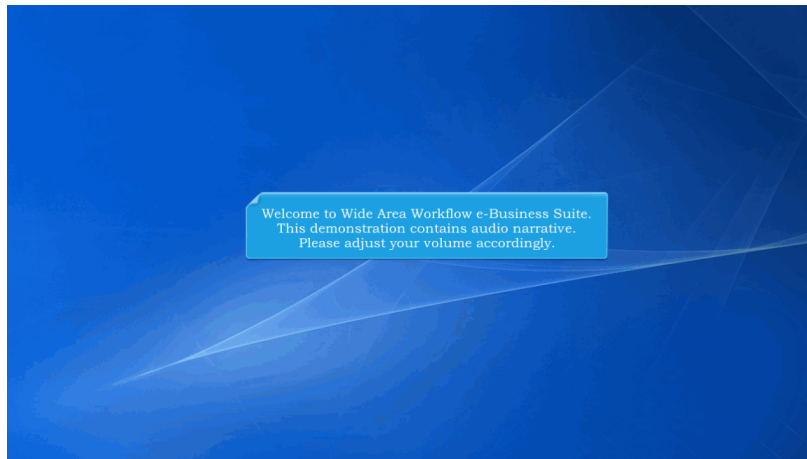 Welcome to Wide Area Workflow e-Business Suite.
This demonstration contains audio narrative.
Please adjust your volume accordingly.